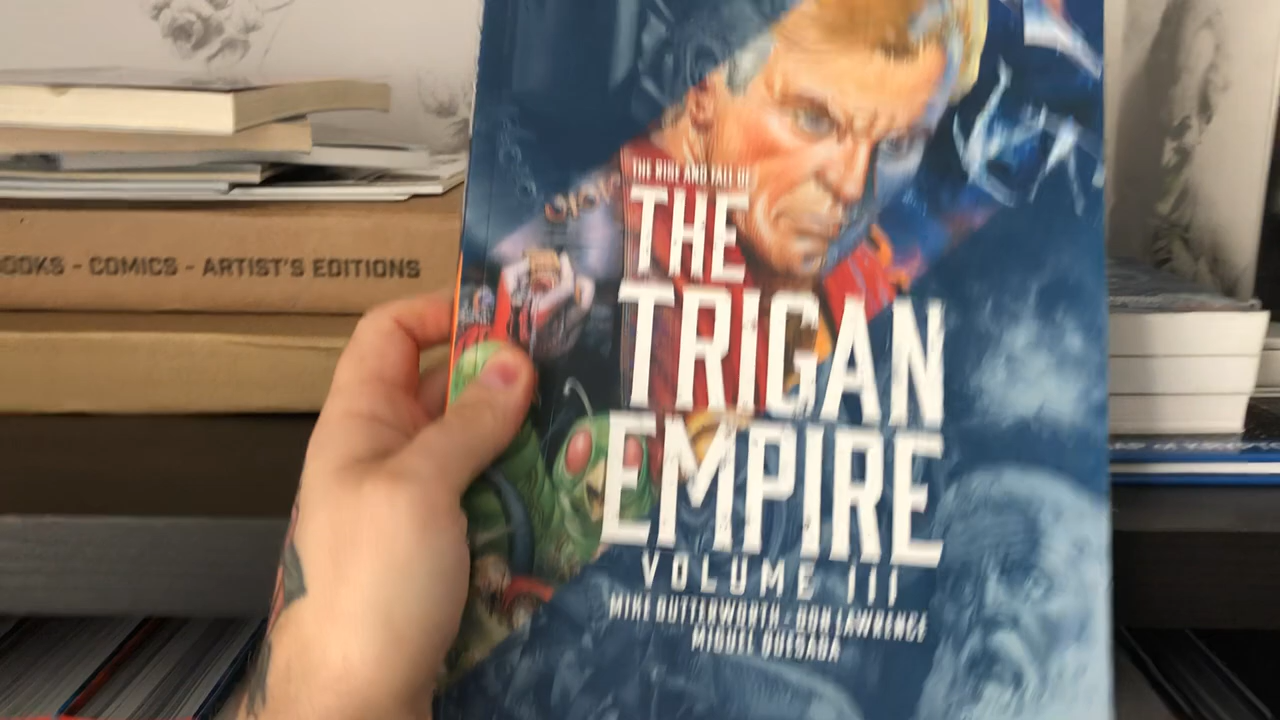 OOKS - COMICS - ARTIST'S EDITIONS
THE RISE AND FALL OF
THE
TRIGAN
EMPIRE
VOLUME III
MIKE BUTTERWORTH - DON LAWRENCE
MIGUEL QUESADA